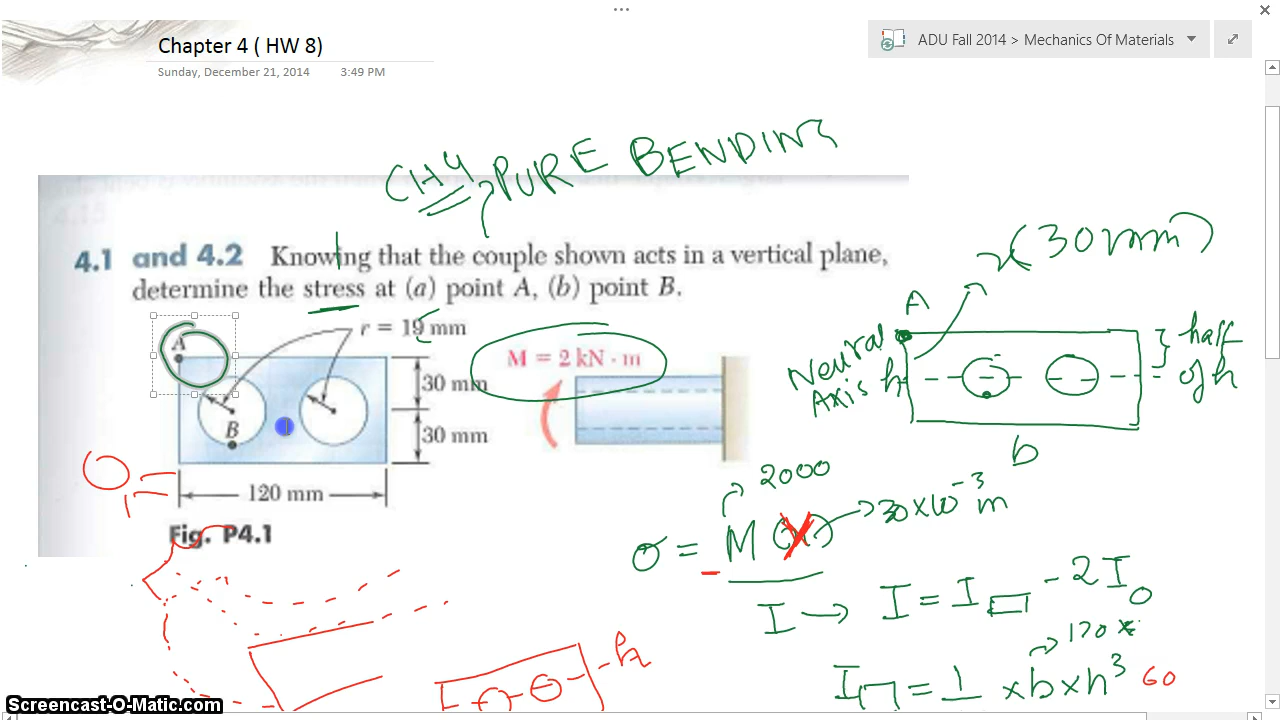 Chapter 4 ( HW 8)
Sunday, December 21, 2014 3:49 PM
ADU Fall 2014 > Mechanics Of Materials
CH4, PURE BENDING
4.1 and 4.2 Knowing that the couple shown acts in a vertical plane,
determine the stress at (a) point A, (b) point B.
(30 mm)
A
r = 19 mm
M = 2 kN · m
30 mm
B
30 mm
120 mm
Fig. P4.1
A
Neural
Axis
h
half
of h
b
2000
σ = - M
30×10⁻³ m
I → I = I□ - 2I○
120 ×
I□ = 1 × b × h³ 60
h
Screencast-O-Matic.com